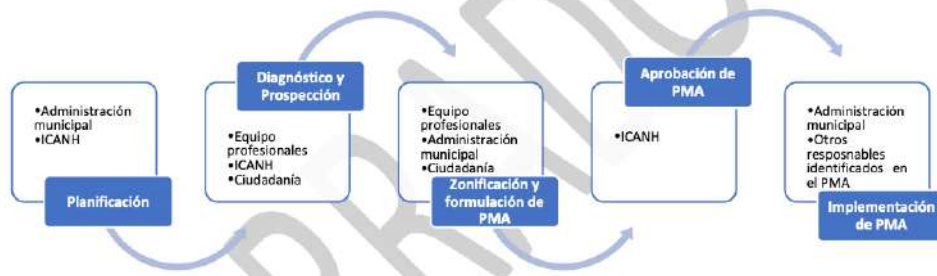 •Administración
municipal
•ICANH
Planificación
Diagnóstico y
Prospección
•Equipo
profesionales
•ICANH
•Ciudadanía
•Equipo
profesionales
•Administración
municipal
•Ciudadanía
Zonificación y
formulación de
PMA
Aprobación de
PMA
•ICANH
•Administración
municipal
•Otros
resposnables
identificados en
el PMA
Implementación
de PMA